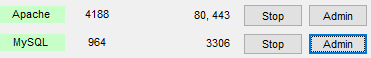 Apache 4188 80, 443 Stop Admin
MySQL 964 3306 Stop Admin